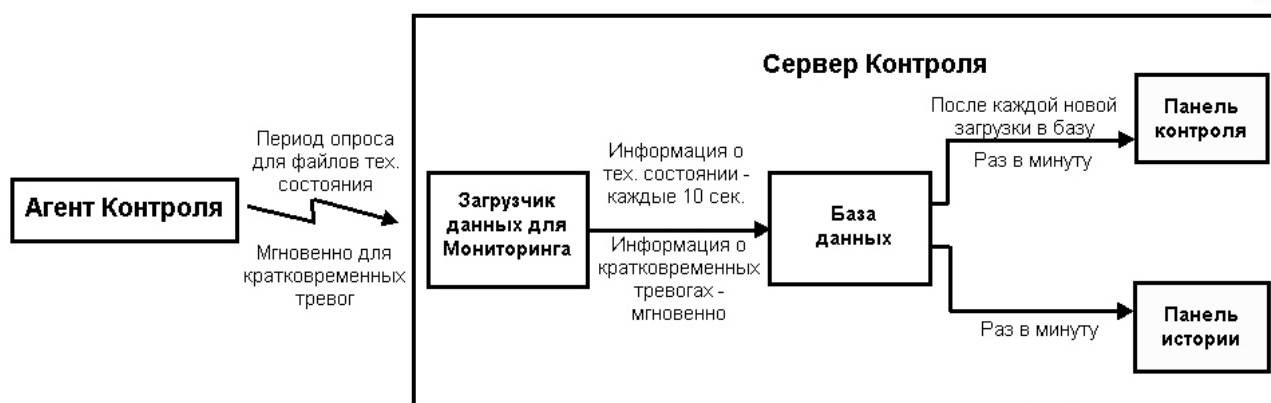 Сервер Контроля
Агент Контроля
Период опроса
для файлов тех.
состояния
Мгновенно для
кратковременных
тревог
Загрузчик
данных для
Мониторинга
Информация о
тех. состоянии -
каждые 10 сек.
Информация о
кратковременных
тревогах -
мгновенно
База
данных
После каждой новой
загрузки в базу
Раз в минуту
Панель
контроля
Раз в минуту
Панель
истории